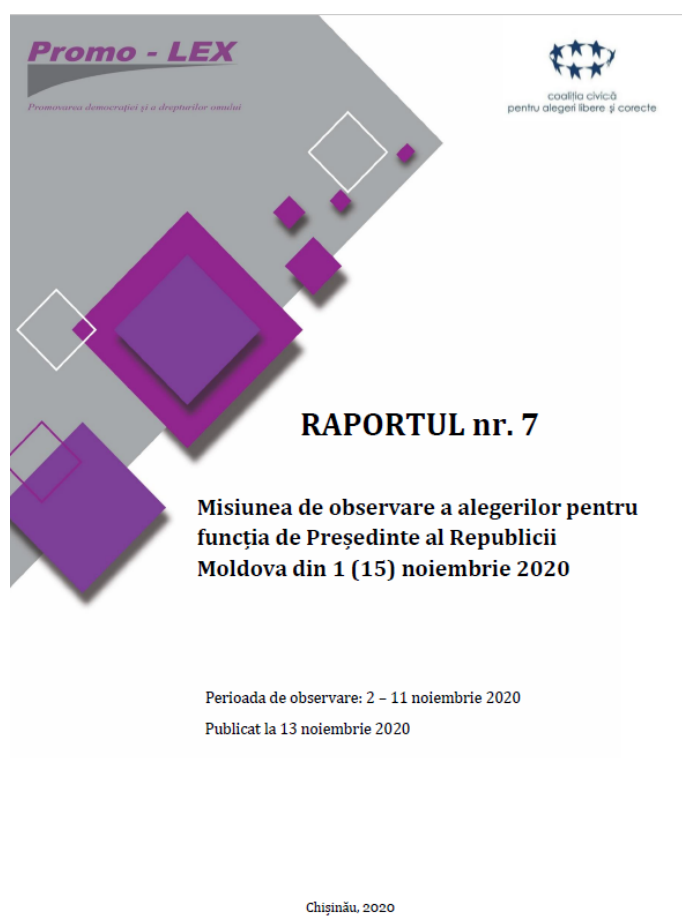 Promo - LEX
Promovarea democrației și a drepturilor omului
coaliția civică
pentru alegeri libere și corecte
RAPORTUL nr. 7
Misiunea de observare a alegerilor pentru
funcția de Președinte al Republicii
Moldova din 1 (15) noiembrie 2020
Perioada de observare: 2 – 11 noiembrie 2020
Publicat la 13 noiembrie 2020
Chișinău, 2020